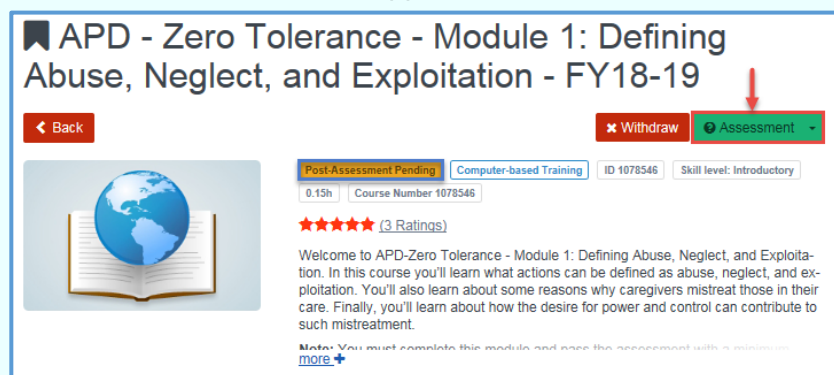 APD - Zero Tolerance - Module 1: Defining
Abuse, Neglect, and Exploitation - FY18-19
Back
Withdraw
Assessment
Post-Assessment Pending
Computer-based Training
ID 1078546
Skill level: Introductory
0.15h
Course Number 1078546
(3 Ratings)
Welcome to APD-Zero Tolerance - Module 1: Defining Abuse, Neglect, and Exploita-
tion. In this course you'll learn what actions can be defined as abuse, neglect, and ex-
ploitation. You'll also learn about some reasons why caregivers mistreat those in their
care. Finally, you'll learn about how the desire for power and control can contribute to
such mistreatment.
Note: You must complete this module and pass the assessment with a minimum
more